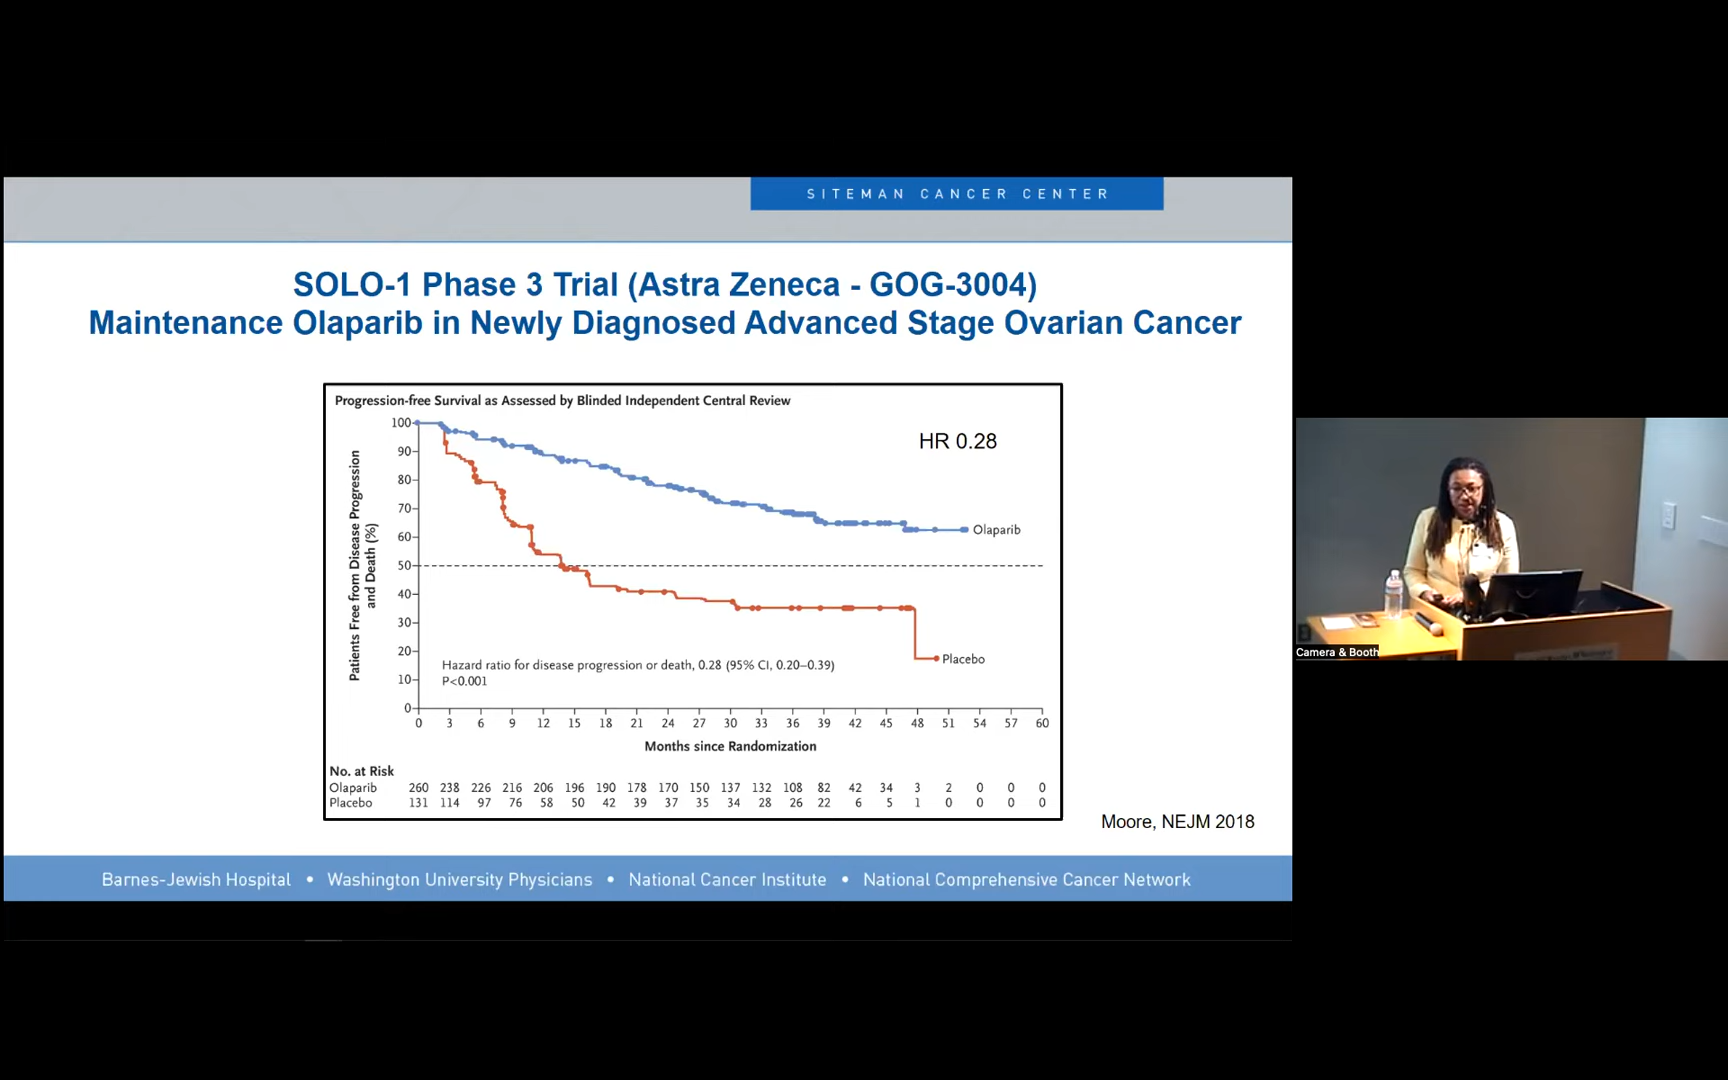 SITEMAN CANCER CENTER
SOLO-1 Phase 3 Trial (Astra Zeneca - GOG-3004)
Maintenance Olaparib in Newly Diagnosed Advanced Stage Ovarian Cancer
Progression-free Survival as Assessed by Blinded Independent Central Review
HR 0.28
Patients Free from Disease Progression
and Death (%)
100
90
80
70
60
50
40
30
20
10
0
Olaparib
Placebo
Hazard ratio for disease progression or death, 0.28 (95% CI, 0.20–0.39)
P<0.001
0 3 6 9 12 15 18 21 24 27 30 33 36 39 42 45 48 51 54 57 60
Months since Randomization
No. at Risk
Olaparib 260 238 226 216 206 196 190 178 170 150 137 132 108 82 42 34 3 2 0 0 0
Placebo 131 114 97 76 58 50 42 39 37 35 34 28 26 22 6 5 1 0 0 0 0
Moore, NEJM 2018
Barnes-Jewish Hospital • Washington University Physicians • National Cancer Institute • National Comprehensive Cancer Network
Camera & Booth